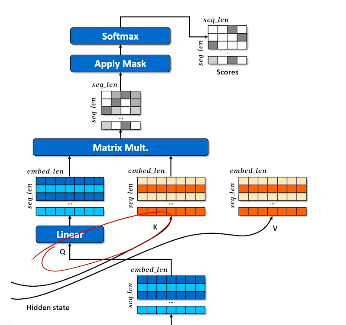 seq_len
Softmax
seq_len
...
Apply Mask
Scores
seq_len
seq_len
...
Matrix Mult.
embed_len
embed_len
embed_len
seq_len
seq_len
seq_len
...
...
...
Linear
K
V
Q
embed_len
Hidden state
seq_len
...